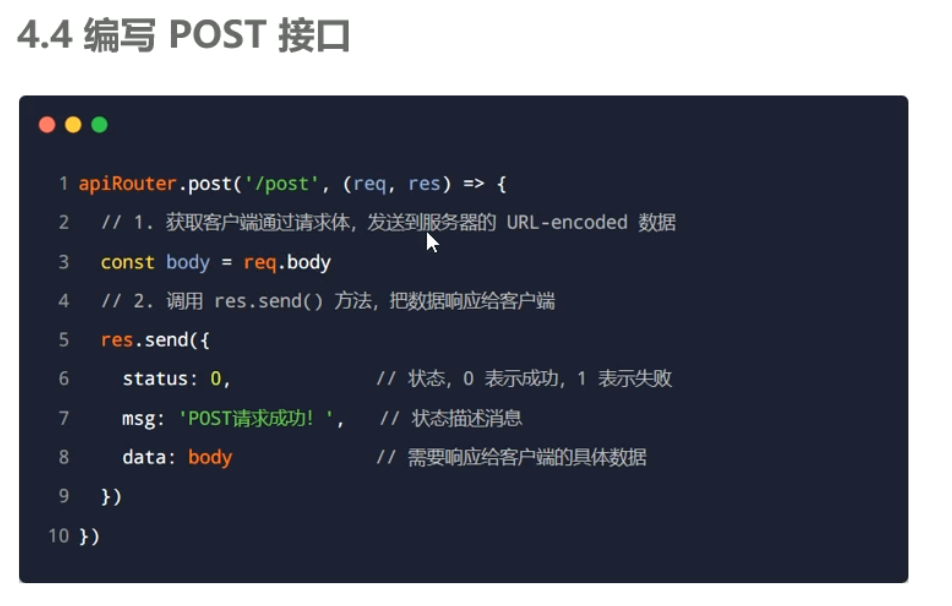 4.4 编写 POST 接口
1 apiRouter.post('/post', (req, res) => {
2 // 1. 获取客户端通过请求体，发送到服务器的 URL-encoded 数据
3 const body = req.body
4 // 2. 调用 res.send() 方法，把数据响应给客户端
5 res.send({
6 status: 0, // 状态，0 表示成功，1 表示失败
7 msg: 'POST请求成功！', // 状态描述消息
8 data: body // 需要响应给客户端的具体数据
9 })
10 })